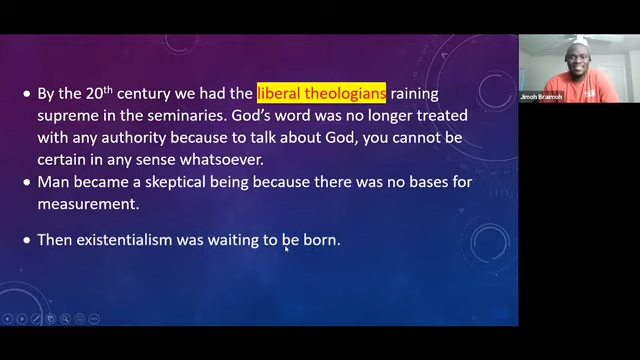 • By the 20th century we had the liberal theologians raining
supreme in the seminaries. God's word was no longer treated
with any authority because to talk about God, you cannot be
certain in any sense whatsoever.
• Man became a skeptical being because there was no bases for
measurement.
• Then existentialism was waiting to be born.
Jimoh Braimoh